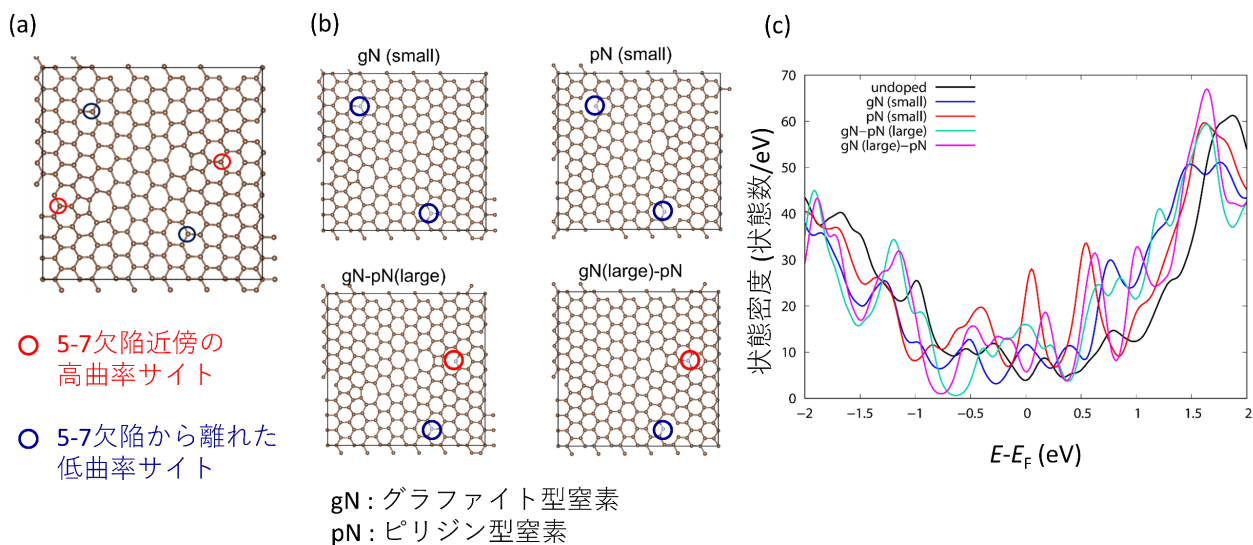 (a)
5-7欠陥近傍の
高曲率サイト
5-7欠陥から離れた
低曲率サイト
(b)
gN (small)
pN (small)
gN-pN(large)
gN(large)-pN
gN : グラファイト型窒素
pN : ピリジン型窒素
(c)
状態密度 (状態数/eV)
70
60
50
40
30
20
10
0
undoped
gN (small)
pN (small)
gN−pN (large)
gN (large)−pN
−2
−1.5
−1
−0.5
0
0.5
1
1.5
2
E-EF (eV)